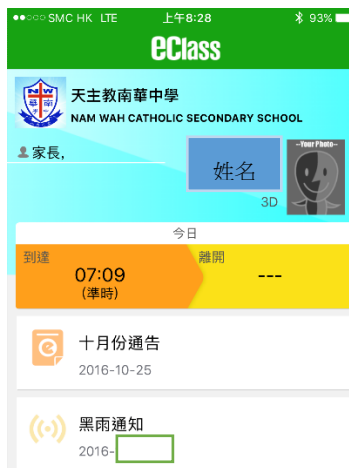 SMC HK LTE 上午8:28 93%
eClass
天主教南華中學
NAM WAH CATHOLIC SECONDARY SCHOOL
家長,
姓名
--Your Photo--
3D
今日
到達 離開
07:09 ---
(準時)
十月份通告
2016-10-25
黑雨通知
2016-